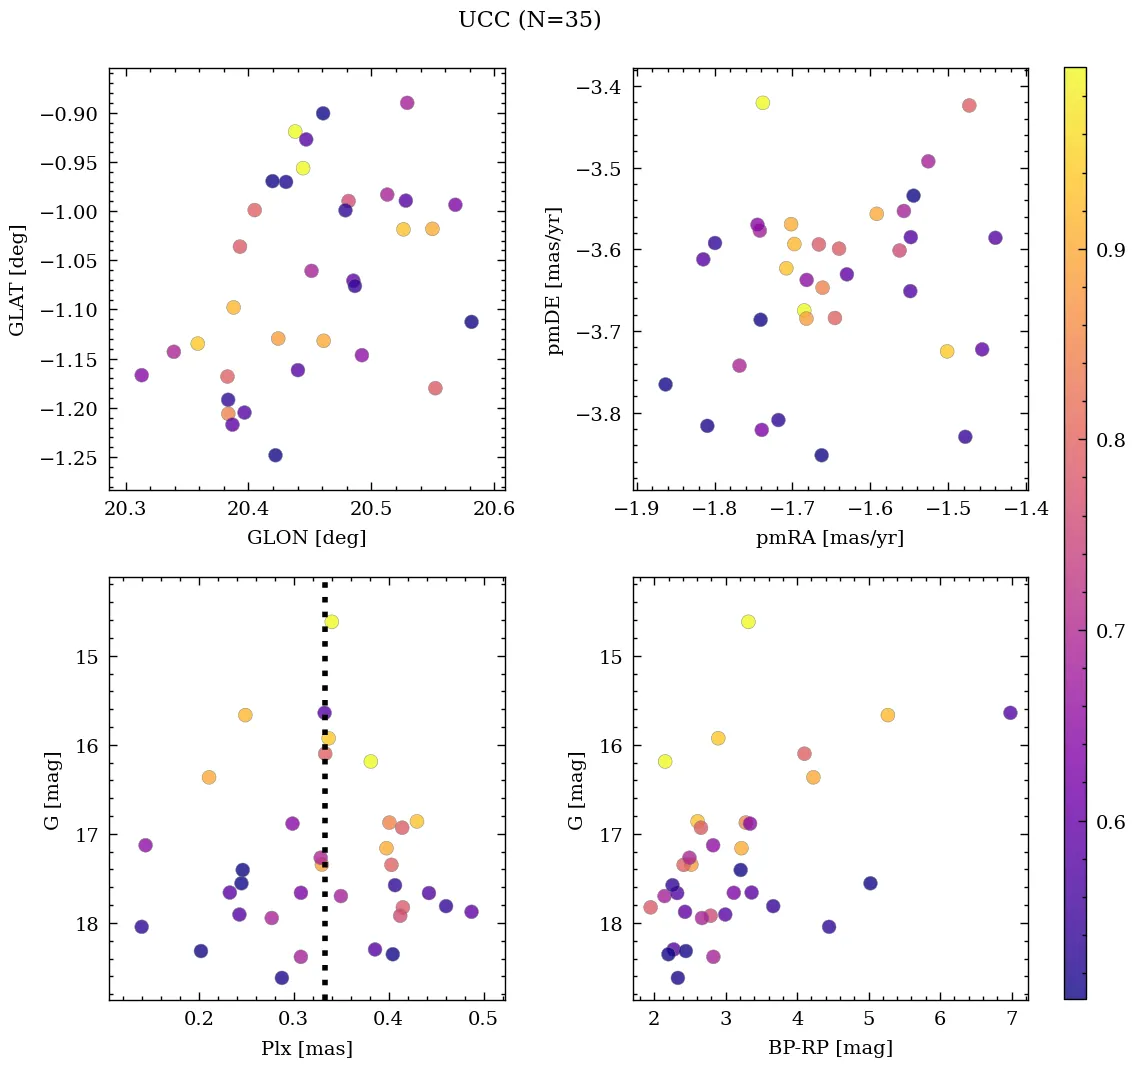 UCC (N=35)
−0.90
−0.95
−1.00
−1.05
−1.10
−1.15
−1.20
−1.25
GLAT [deg]
20.3 20.4 20.5 20.6
GLON [deg]
−3.4
−3.5
−3.6
−3.7
−3.8
pmDE [mas/yr]
−1.9 −1.8 −1.7 −1.6 −1.5 −1.4
pmRA [mas/yr]
15
16
17
18
G [mag]
0.2 0.3 0.4 0.5
Plx [mas]
15
16
17
18
G [mag]
2 3 4 5 6 7
BP-RP [mag]
0.9
0.8
0.7
0.6